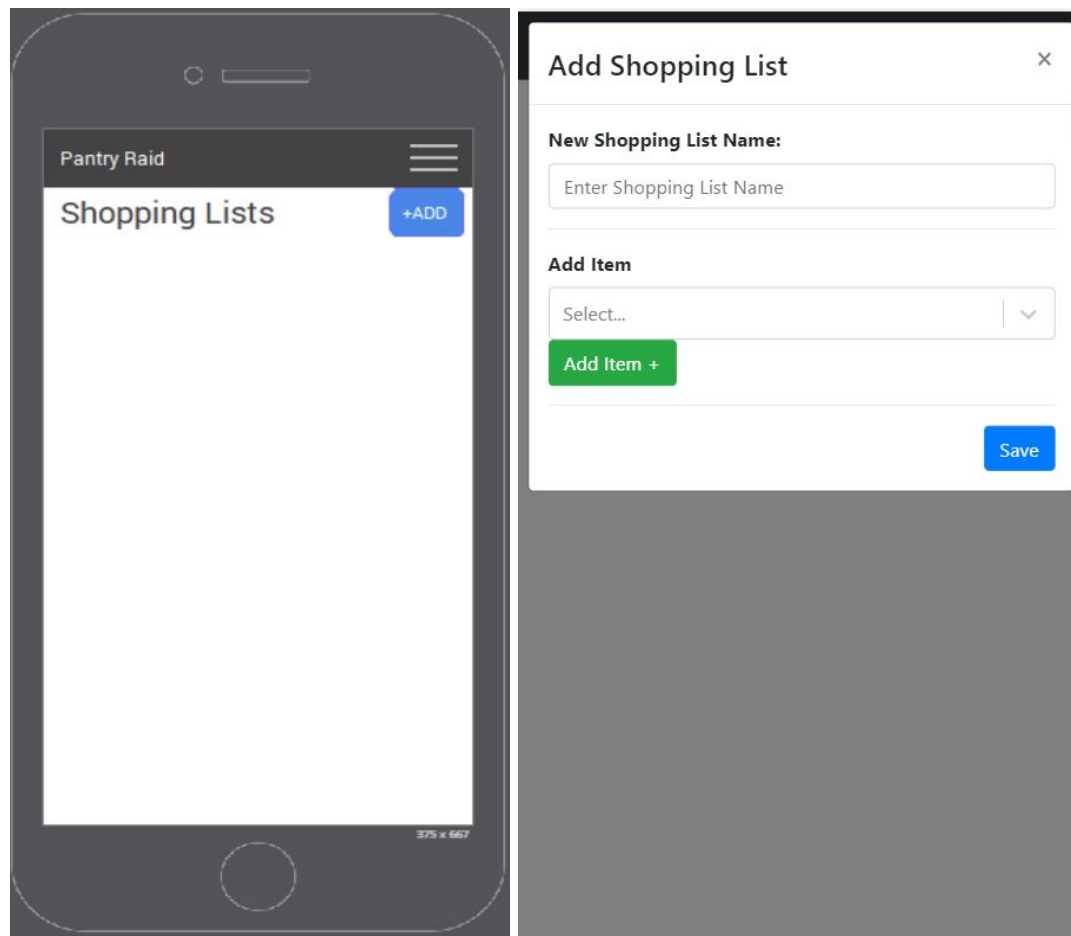 Pantry Raid
Shopping Lists
+ADD
375 x 667
Add Shopping List
×
New Shopping List Name:
Enter Shopping List Name
Add Item
Select...
Add Item +
Save